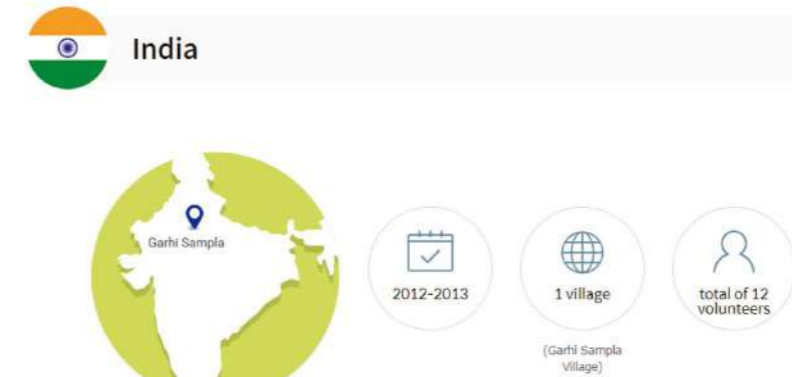 India
Garhi Sampla
2012-2013
1 village
(Garhi Sampla
Village)
total of 12
volunteers